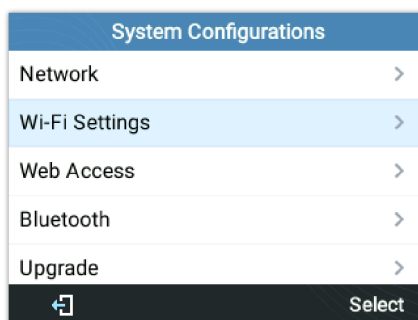 System Configurations
Network
Wi-Fi Settings
Web Access
Bluetooth
Upgrade
Select